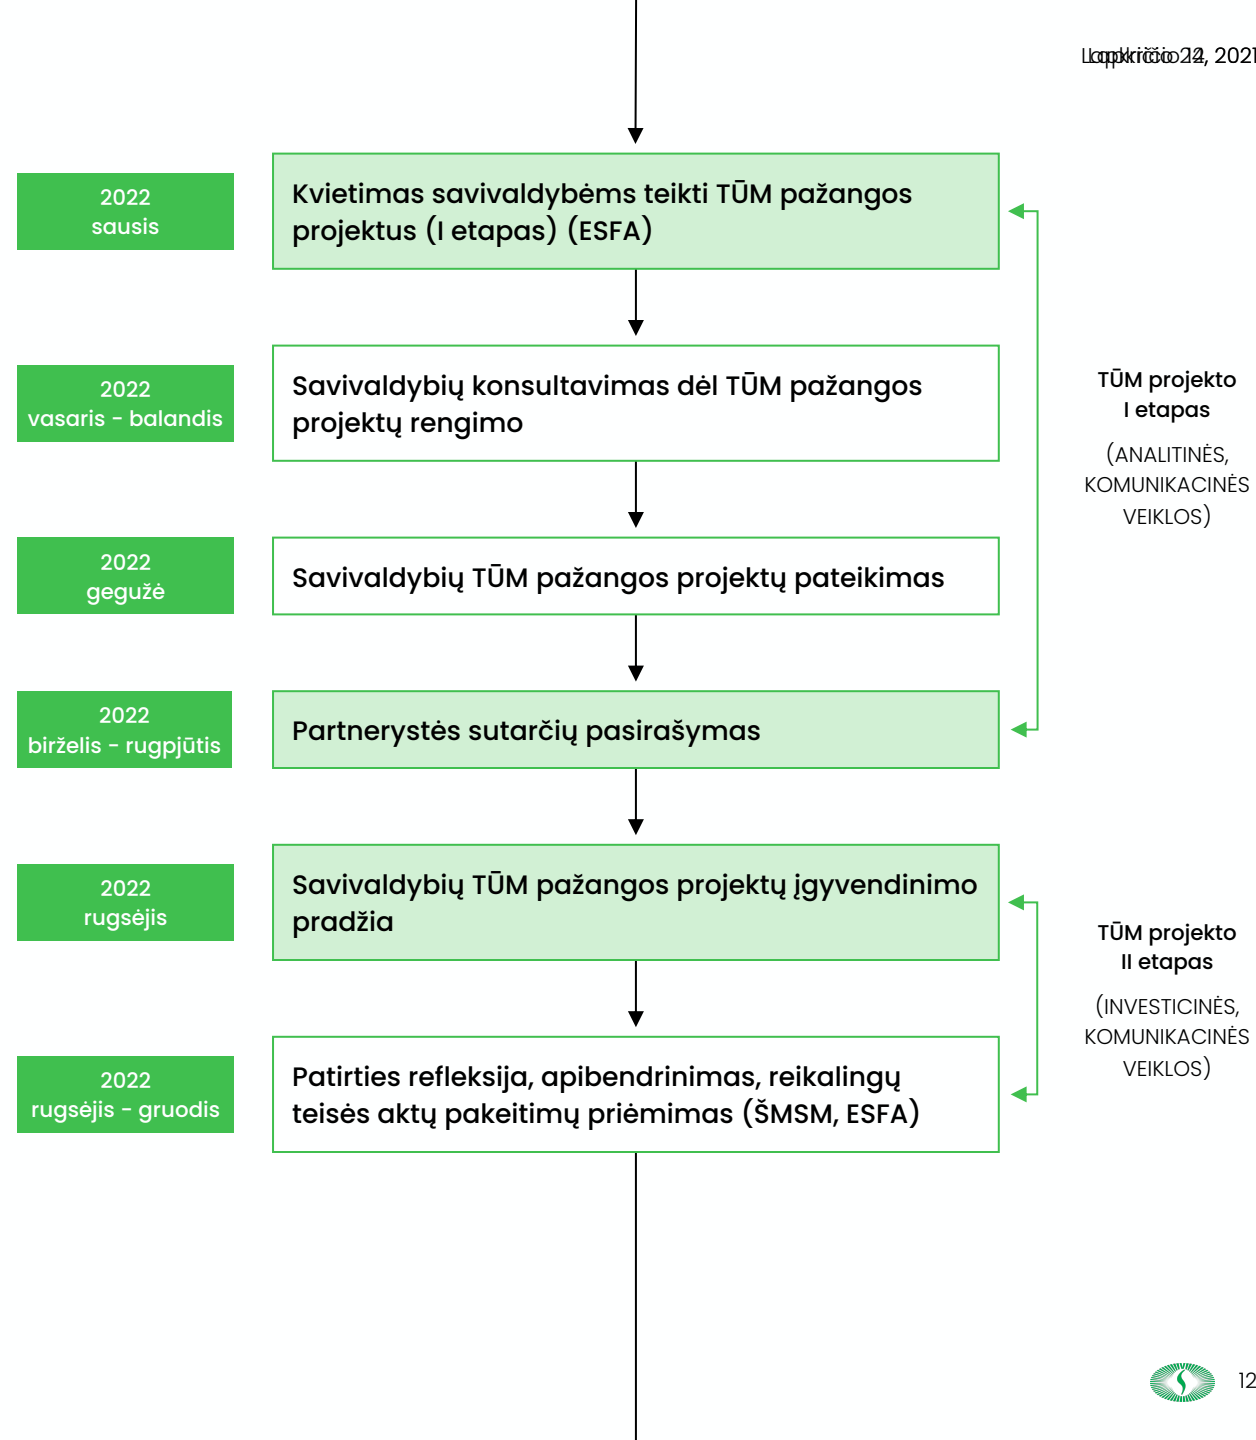 2021
2022
sausis
Kvietimas savivaldybėms teikti TŪM pažangos
projektus (I etapas) (ESFA)
2022
vasaris - balandis
Savivaldybių konsultavimas dėl TŪM pažangos
projektų rengimo
TŪM projekto
I etapas
(ANALITINĖS,
KOMUNIKACINĖS
VEIKLOS)
2022
gegužė
Savivaldybių TŪM pažangos projektų pateikimas
2022
birželis - rugpjūtis
Partnerystės sutarčių pasirašymas
2022
rugsėjis
Savivaldybių TŪM pažangos projektų įgyvendinimo
pradžia
TŪM projekto
II etapas
(INVESTICINĖS,
KOMUNIKACINĖS
VEIKLOS)
2022
rugsėjis - gruodis
Patirties refleksija, apibendrinimas, reikalingų
teisės aktų pakeitimų priėmimas (ŠMSM, ESFA)
12